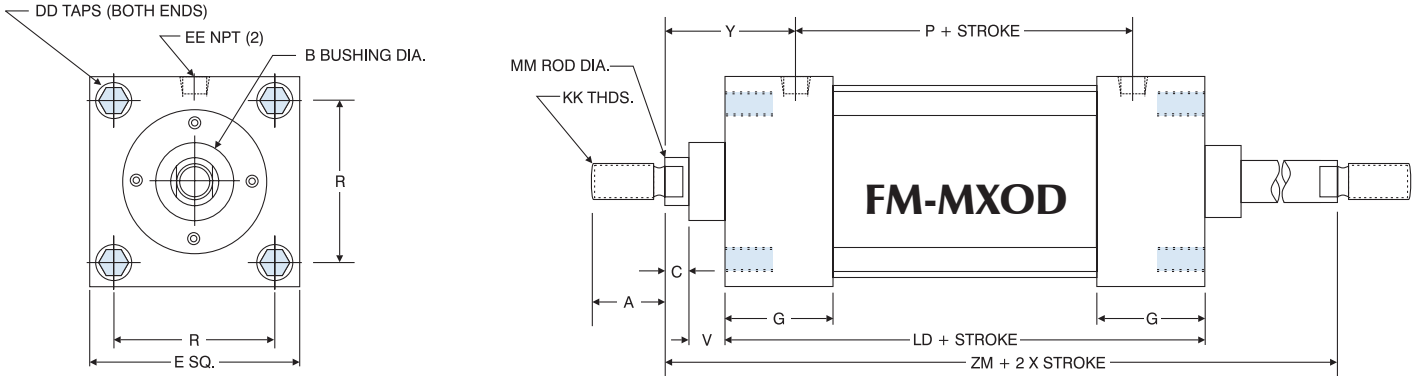 DD TAPS (BOTH ENDS)
EE NPT (2)
B BUSHING DIA.
R
R
E SQ.
Y
P + STROKE
MM ROD DIA.
KK THDS.
FM-MXOD
C
A
V
G
G
LD + STROKE
ZM + 2 X STROKE